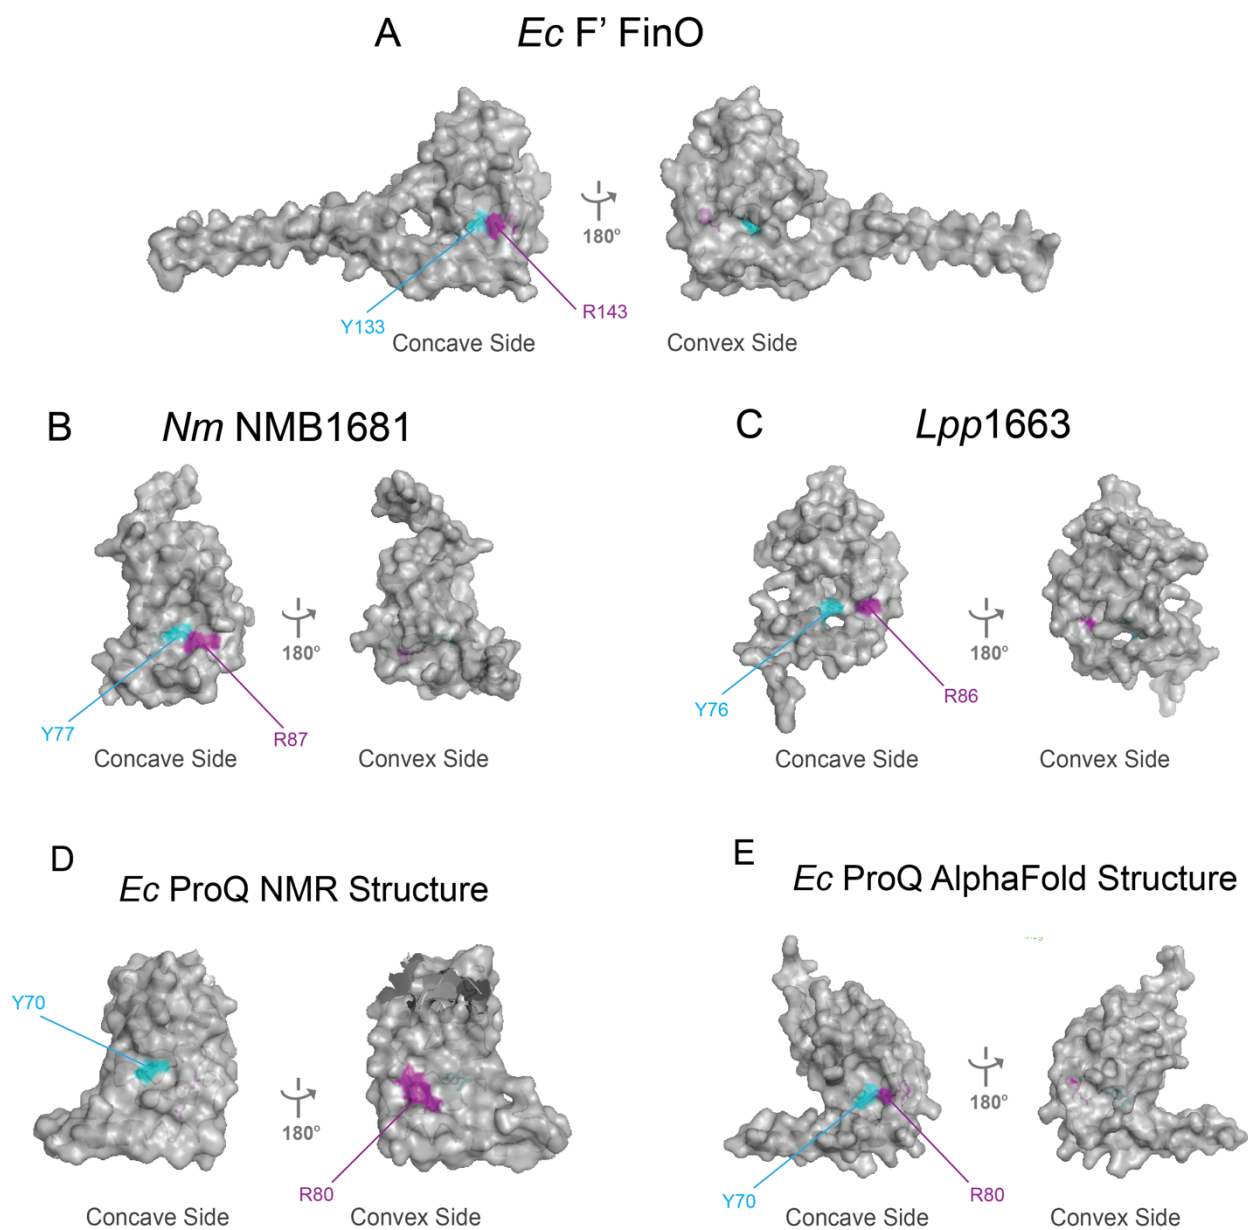 A Ec F’ FinO
180°
Y133
R143
Concave Side Convex Side
B Nm NMB1681
C Lpp1663
180°
180°
Y77
R87
Y76
R86
Concave Side Convex Side
Concave Side Convex Side
D
Ec ProQ NMR Structure
E
Ec ProQ AlphaFold Structure
Y70
180°
180°
R80
Y70
R80
Concave Side Convex Side
Concave Side Convex Side